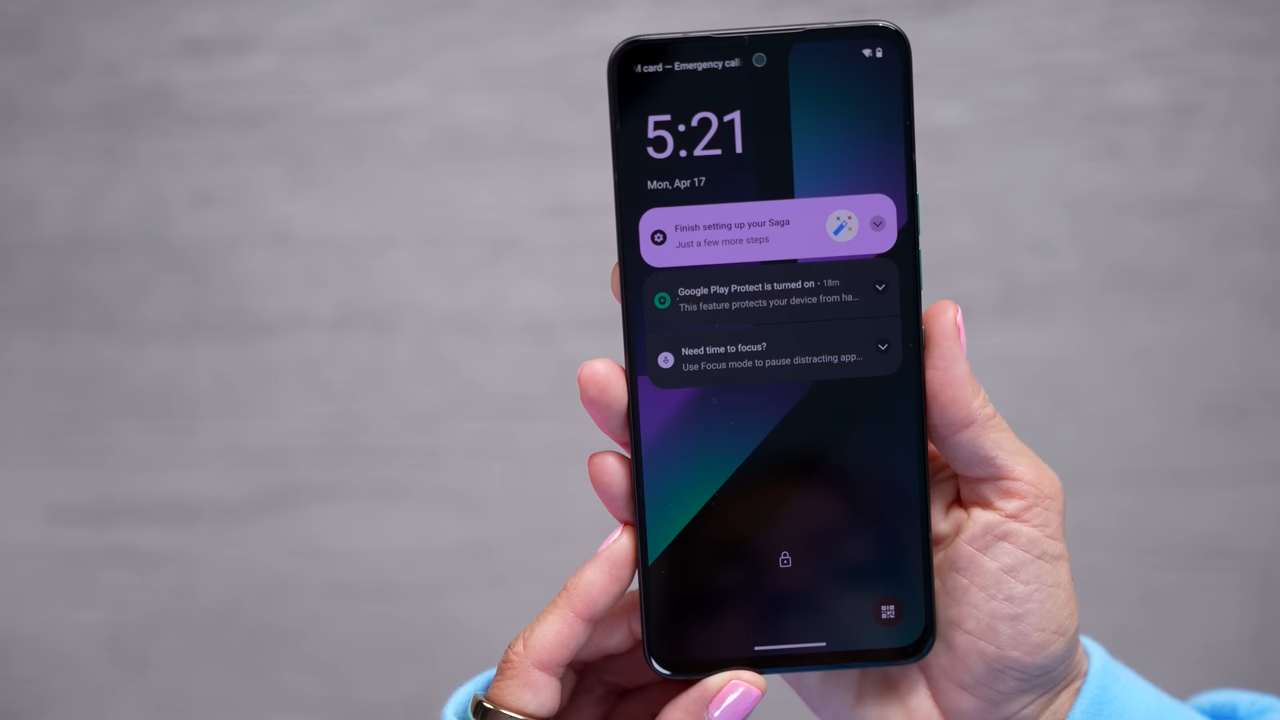 card — Emergency call
5:21
Mon, Apr 17
Finish setting up your Saga
Just a few more steps
Google Play Protect is turned on • 18m
This feature protects your device from ha...
Need time to focus?
Use Focus mode to pause distracting app...